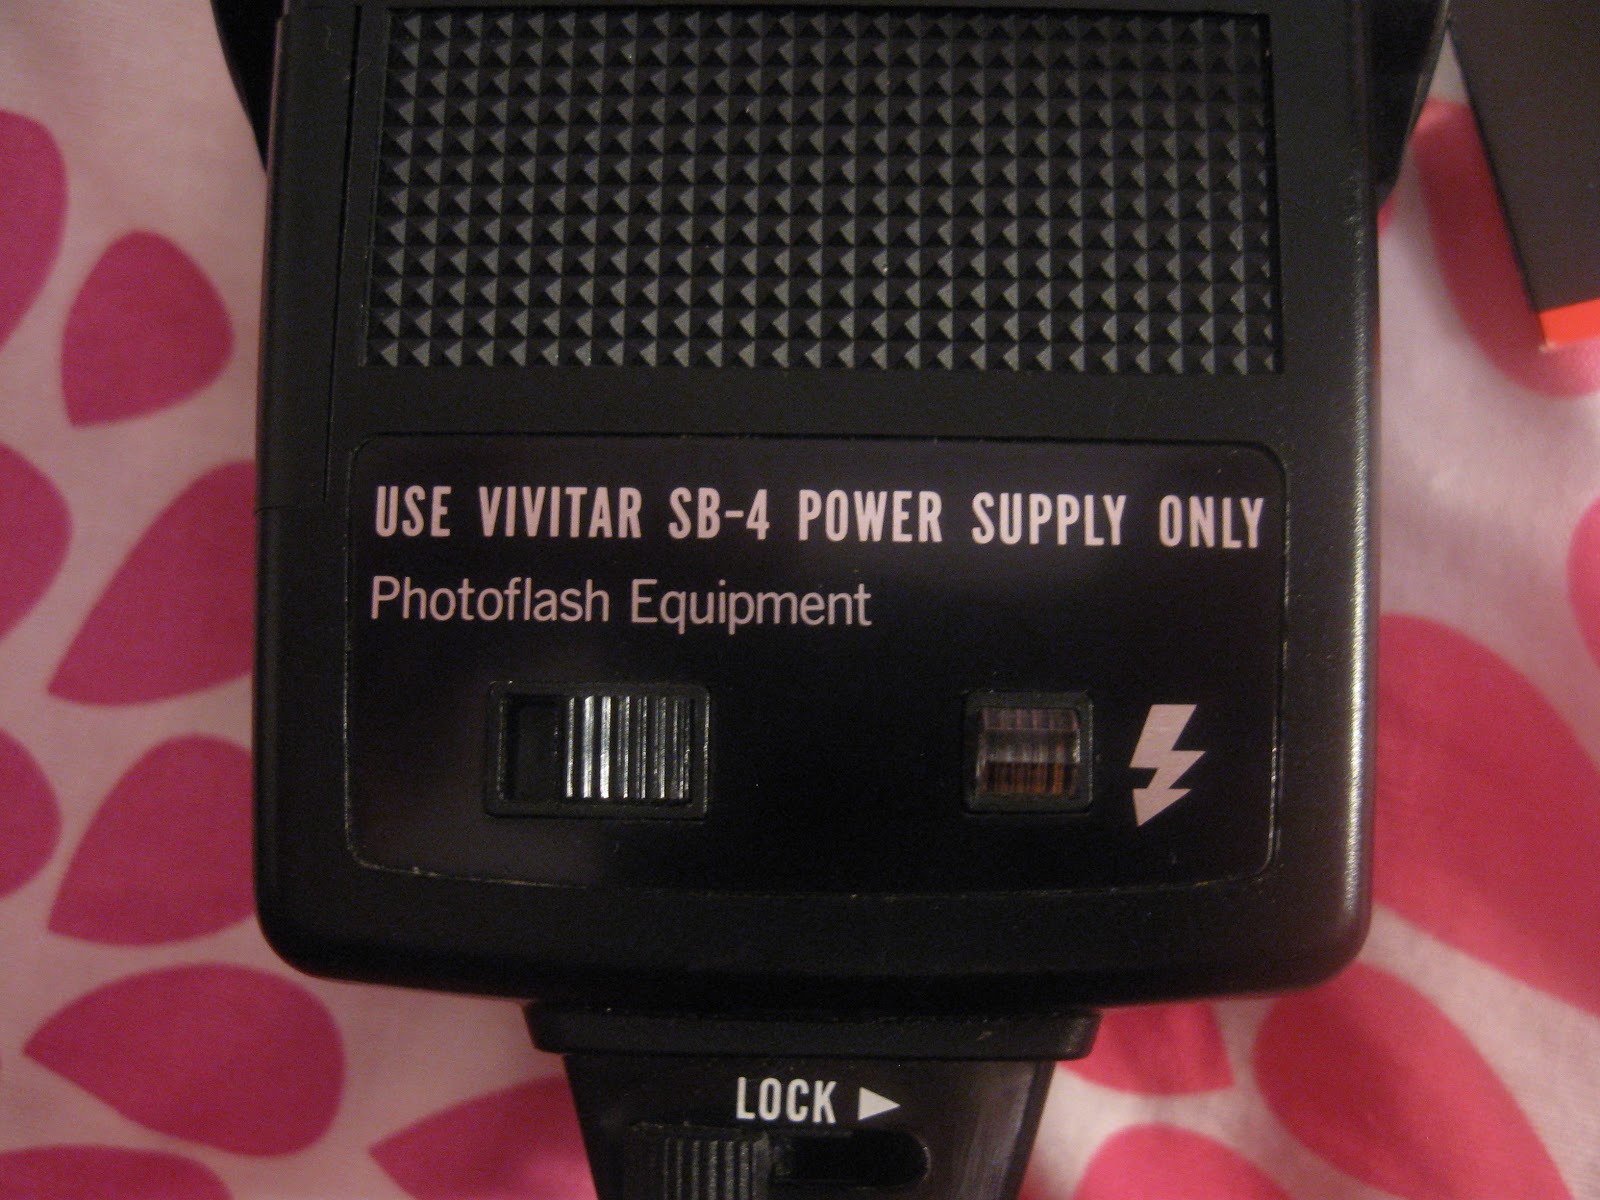 USE VIVITAR SB-4 POWER SUPPLY ONLY
Photoflash Equipment
LOCK